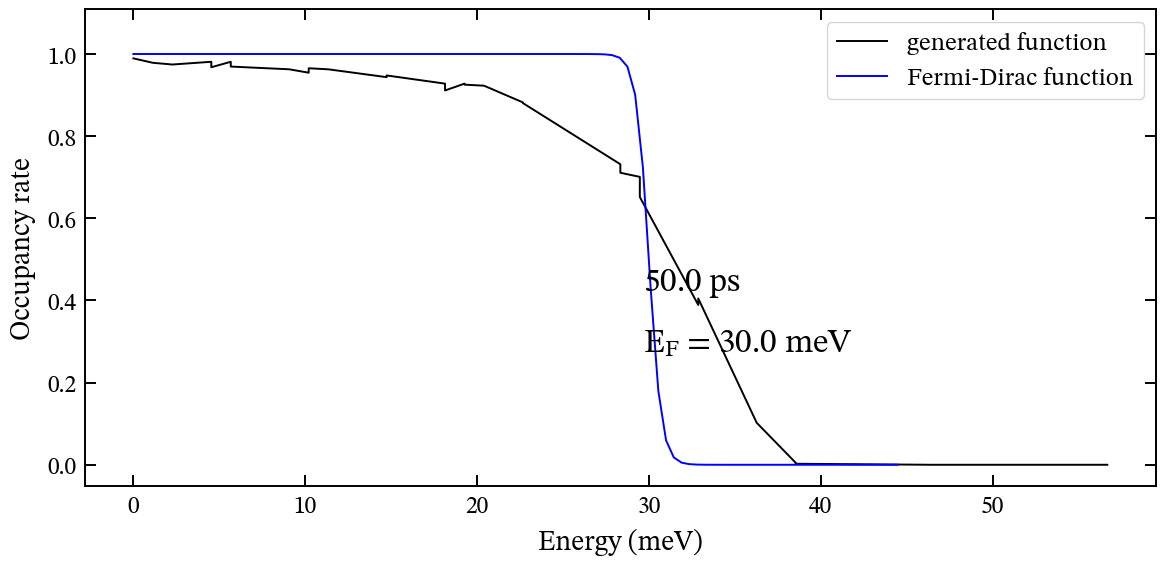 generated function
Fermi-Dirac function
1.0
0.8
0.6
0.4
0.2
0.0
Occupancy rate
50.0 ps
E_F = 30.0 meV
0 10 20 30 40 50
Energy (meV)